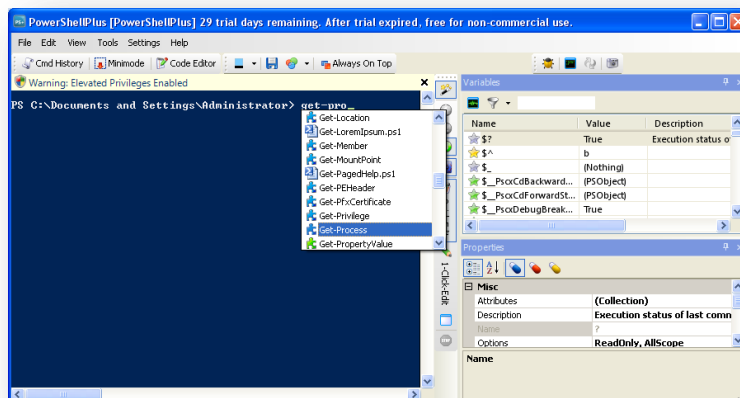 PowerShellPlus [PowerShellPlus] 29 trial days remaining. After trial expired, free for non-commercial use.
File Edit View Tools Settings Help
Cmd History Minimode Code Editor Always On Top
Warning: Elevated Privileges Enabled
PS C:\Documents and Settings\Administrator> get-pro_
Get-Location
Get-LoremIpsum.ps1
Get-Member
Get-MountPoint
Get-PagedHelp.ps1
Get-PEHeader
Get-PfxCertificate
Get-Privilege
Get-Process
Get-PropertyValue
1-Click-Edit
Variables
Name Value Description
$? True Execution status o
$^ b
$_ (Nothing)
$__PscxCdBackward... (PSObject)
$__PscxCdForwardSt... (PSObject)
$__PscxDebugBreak... True
Properties
Misc
Attributes (Collection)
Description Execution status of last comm
Name ?
Options ReadOnly, AllScope
Name